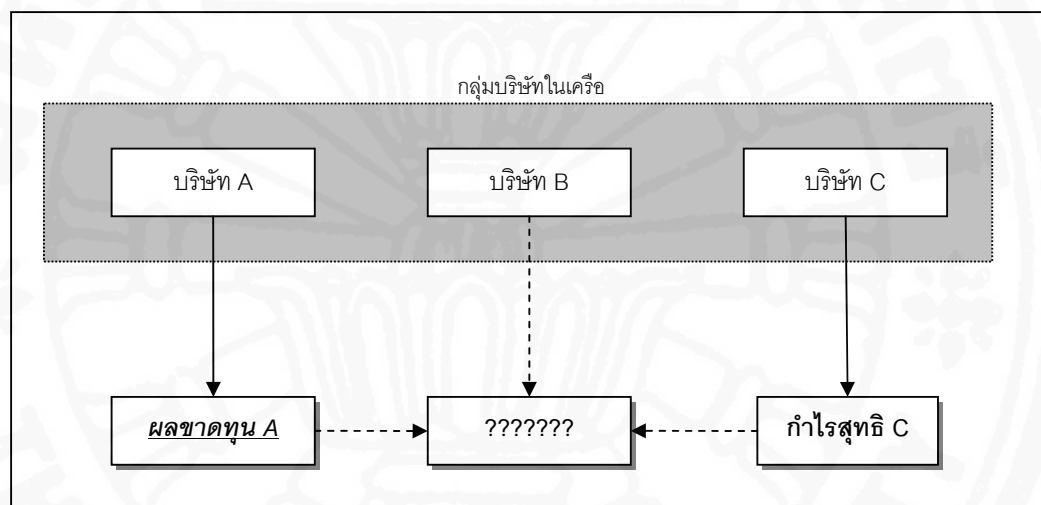 กลุ่มบริษัทในเครือ
บริษัท A
บริษัท B
บริษัท C
ผลขาดทุน A
???????
กำไรสุทธิ C